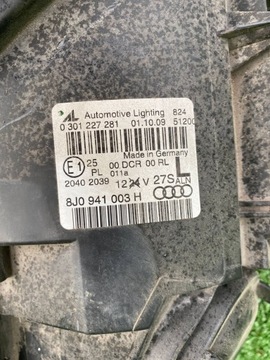 AL Automotive Lighting 824
0 301 227 281 01.10.09 51200
Made in Germany
E1 25 00 DCR 00 RL L
PL 011a
2040 2039 12 V 27S ALN
8J0 941 003 H